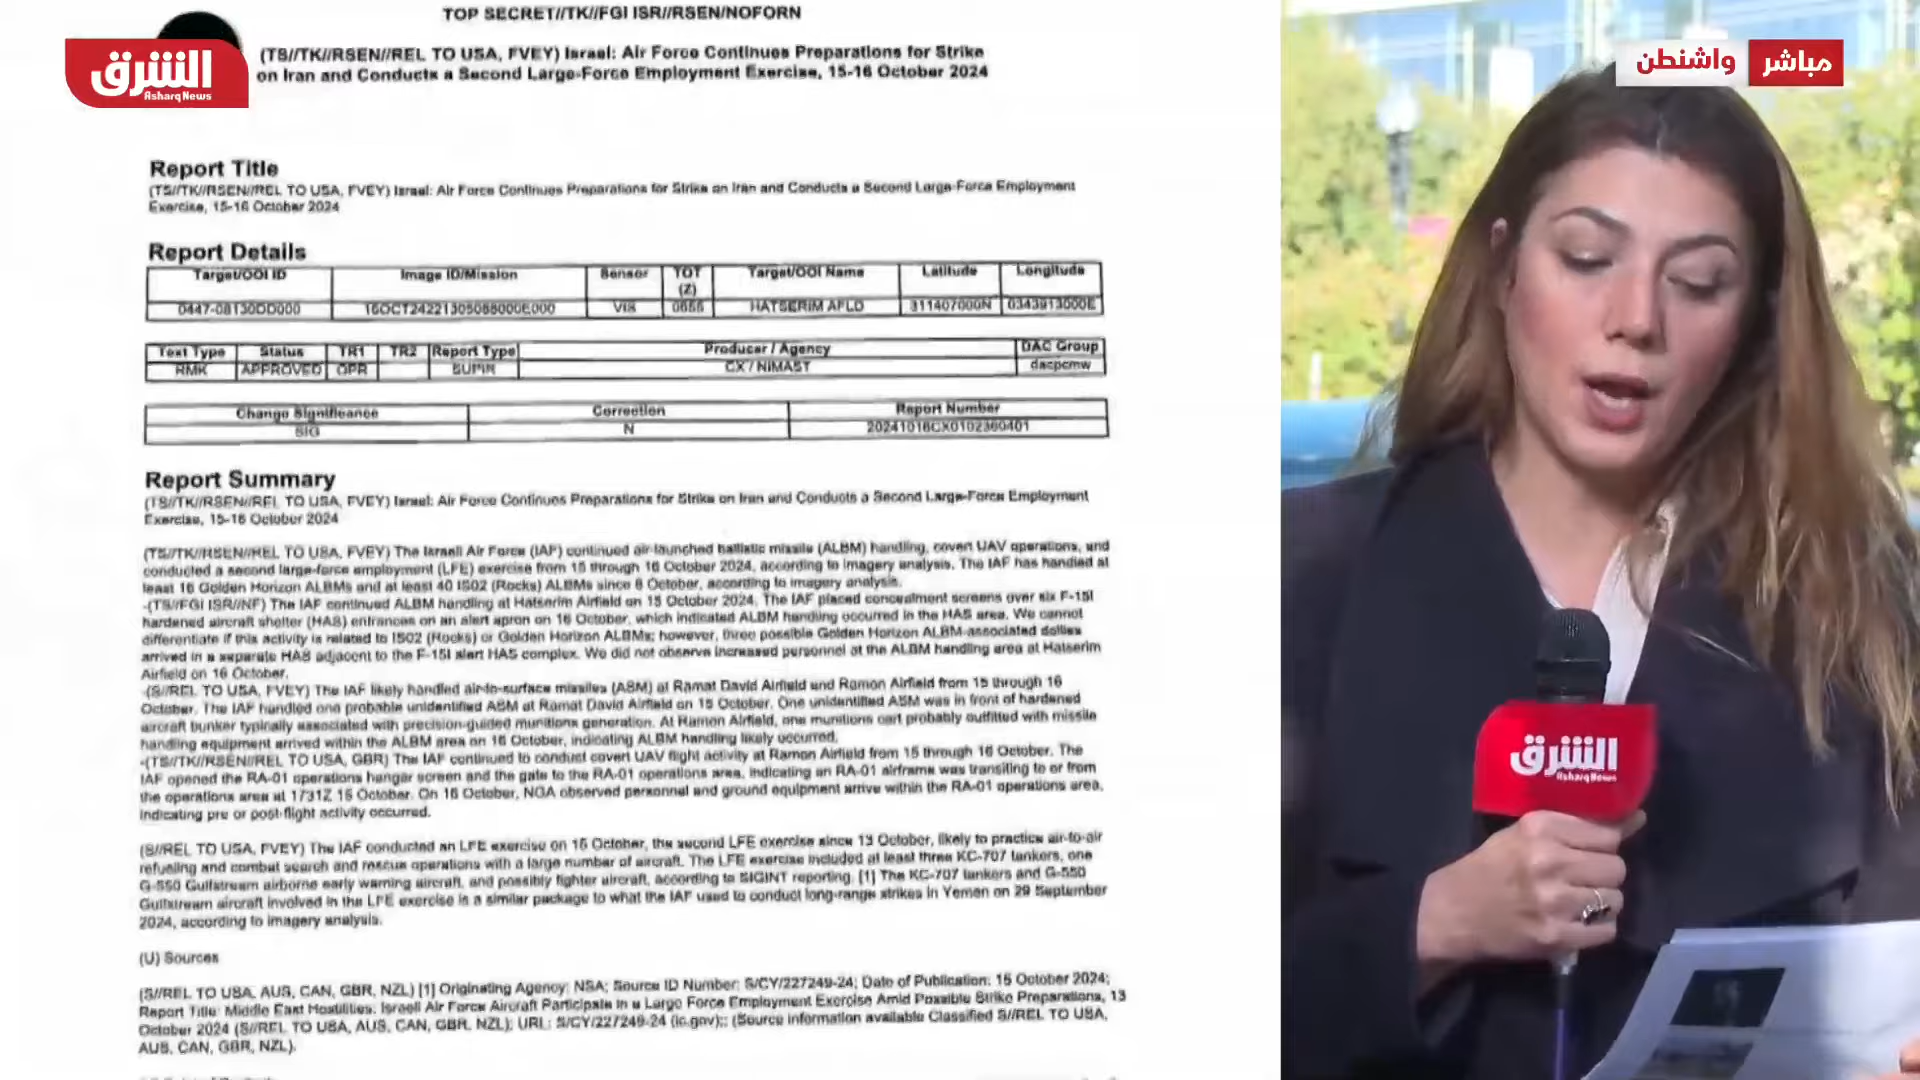 TOP SECRET//TK//FGI ISR//RSEN/NOFORN
(TS//TK//RSEN//REL TO USA, FVEY) Israel: Air Force Continues Preparations for Strike
on Iran and Conducts a Second Large-Force Employment Exercise, 15-16 October 2024
الشرق
Asharq News
مباشر
واشنطن
Report Title
(TS//TK//RSEN//REL TO USA, FVEY) Israel: Air Force Continues Preparations for Strike on Iran and Conducts a Second Large-Force Employment
Exercise, 15-16 October 2024
Report Details
Target/OOI ID Image ID/Mission Sensor TOT (Z) Target/OOI Name Latitude Longitude
0447-08130DD000 16OCT24221305088000E000 VIS 0656 HATSERIM AFLD 311407000N 0343913000E
Text Type Status TR1 TR2 Report Type Producer / Agency DAC Group
RMK APPROVED OPR SUPIN CX / NIMAST dacpcmw
Change Significance Correction Report Number
SIG N 20241016CX0102360401
Report Summary
(TS//TK//RSEN//REL TO USA, FVEY) Israel: Air Force Continues Preparations for Strike on Iran and Conducts a Second Large-Force Employment
Exercise, 15-16 October 2024
(TS//TK//RSEN//REL TO USA, FVEY) The Israeli Air Force (IAF) continued air-launched ballistic missile (ALBM) handling, covert UAV operations, and
conducted a second large-force employment (LFE) exercise from 15 through 16 October 2024, according to imagery analysis. The IAF has handled at
least 16 Golden Horizon ALBMs and at least 40 IS02 (Rocks) ALBMs since 8 October, according to imagery analysis.
-(TS//FGI ISR//NF) The IAF continued ALBM handling at Hatserim Airfield on 15 October 2024. The IAF placed concealment screens over six F-15I
hardened aircraft shelter (HAS) entrances on an alert apron on 16 October, which indicated ALBM handling occurred in the HAS area. We cannot
differentiate if this activity is related to IS02 (Rocks) or Golden Horizon ALBMs; however, three possible Golden Horizon ALBM-associated dollies
arrived in a separate HAS adjacent to the F-15I alert HAS complex. We did not observe increased personnel at the ALBM handling area at Hatserim
Airfield on 16 October.
-(S//REL TO USA, FVEY) The IAF likely handled air-to-surface missiles (ASM) at Ramat David Airfield and Ramon Airfield from 15 through 16
October. The IAF handled one probable unidentified ASM at Ramat David Airfield on 15 October. One unidentified ASM was in front of hardened
aircraft bunker typically associated with precision-guided munitions generation. At Ramon Airfield, one munitions cart probably outfitted with missile
handling equipment arrived within the ALBM area on 16 October, indicating ALBM handling likely occurred.
-(TS//TK//RSEN//REL TO USA, GBR) The IAF continued to conduct covert UAV flight activity at Ramon Airfield from 15 through 16 October. The
IAF opened the RA-01 operations hangar screen and the gate to the RA-01 operations area, indicating an RA-01 airframe was transiting to or from
the operations area at 1731Z 15 October. On 16 October, NGA observed personnel and ground equipment arrive within the RA-01 operations area,
indicating pre or post-flight activity occurred.
(S//REL TO USA, FVEY) The IAF conducted an LFE exercise on 15 October, the second LFE exercise since 13 October, likely to practice air-to-air
refueling and combat search and rescue operations with a large number of aircraft. The LFE exercise included at least three KC-707 tankers, one
G-550 Gulfstream airborne early warning aircraft, and possibly fighter aircraft, according to SIGINT reporting. [1] The KC-707 tankers and G-550
Gulfstream aircraft involved in the LFE exercise is a similar package to what the IAF used to conduct long-range strikes in Yemen on 29 September
2024, according to imagery analysis.
(U) Sources
(S//REL TO USA, AUS, CAN, GBR, NZL) [1] Originating Agency: NSA; Source ID Number: S/CY/227249-24; Date of Publication: 15 October 2024;
Report Title: Middle East Hostilities: Israeli Air Force Aircraft Participate in a Large Force Employment Exercise Amid Possible Strike Preparations, 13
October 2024 (S//REL TO USA, AUS, CAN, GBR, NZL); URL: S/CY/227249-24 (ic.gov);; (Source information available Classified S//REL TO USA,
AUS, CAN, GBR, NZL).
الشرق
Asharq News